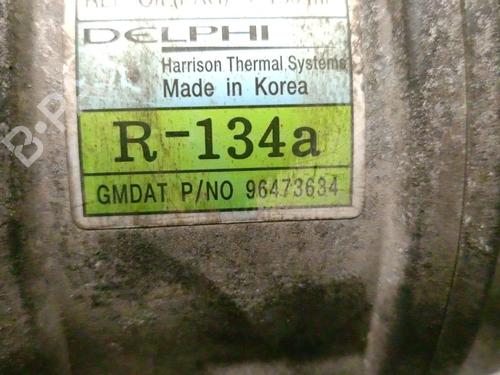 DELPHI
Harrison Thermal Systems
Made in Korea
R-134a
GMDAT P/NO 96473634